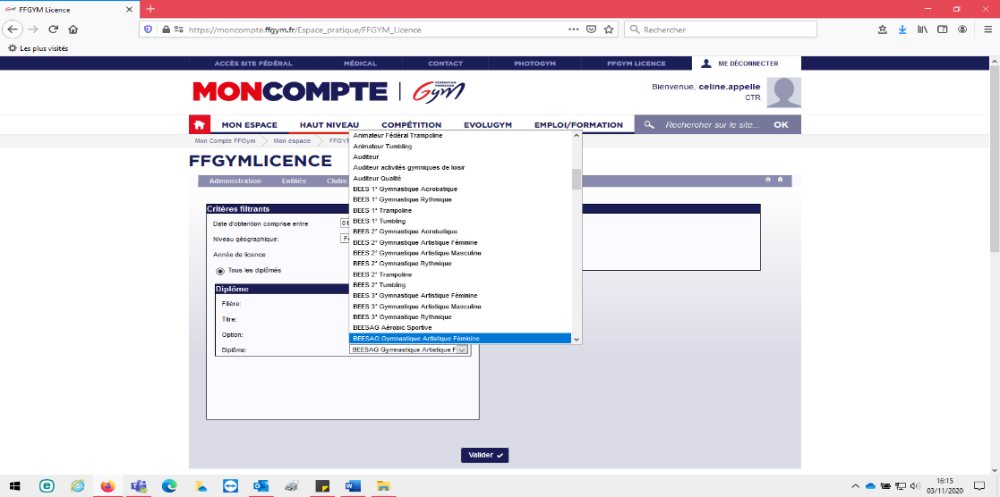 FFGYM Licence
https://moncompte.ffgym.fr/Espace_pratique/FFGYM_Licence
Rechercher
Les plus visités
ACCÈS SITE FÉDÉRAL MÉDICAL CONTACT PHOTOGYM FFGYM LICENCE ME DÉCONNECTER
MONCOMPTE
FÉDÉRATION
FRANÇAISE
Gym
Bienvenue, celine.appelle
CTR
MON ESPACE HAUT NIVEAU COMPÉTITION EVOLUGYM EMPLOI/FORMATION Rechercher sur le site... OK
Mon Compte FFGym Mon espace
FFGYMLICENCE
Administration Entités Clubs
Animateur Fédéral Trampoline
Animateur Tumbling
Auditeur
Auditeur activités gymniques de loisir
Auditeur Qualité
BEES 1° Gymnastique Acrobatique
BEES 1° Gymnastique Rythmique
BEES 1° Trampoline
BEES 1° Tumbling
BEES 2° Gymnastique Acrobatique
BEES 2° Gymnastique Artistique Féminine
BEES 2° Gymnastique Artistique Masculine
BEES 2° Gymnastique Rythmique
BEES 2° Trampoline
BEES 2° Tumbling
BEES 3° Gymnastique Artistique Féminine
BEES 3° Gymnastique Artistique Masculine
BEES 3° Gymnastique Rythmique
BEESAG Aérobic Sportive
BEESAG Gymnastique Artistique Féminine
Critères filtrants
Date d'obtention comprise entre 01
Niveau géographique:
Année de licence :
Tous les diplômés
Diplôme
Filière:
Titre:
Option:
Diplôme: BEESAG Gymnastique Artistique F
Valider
16:15
03/11/2020